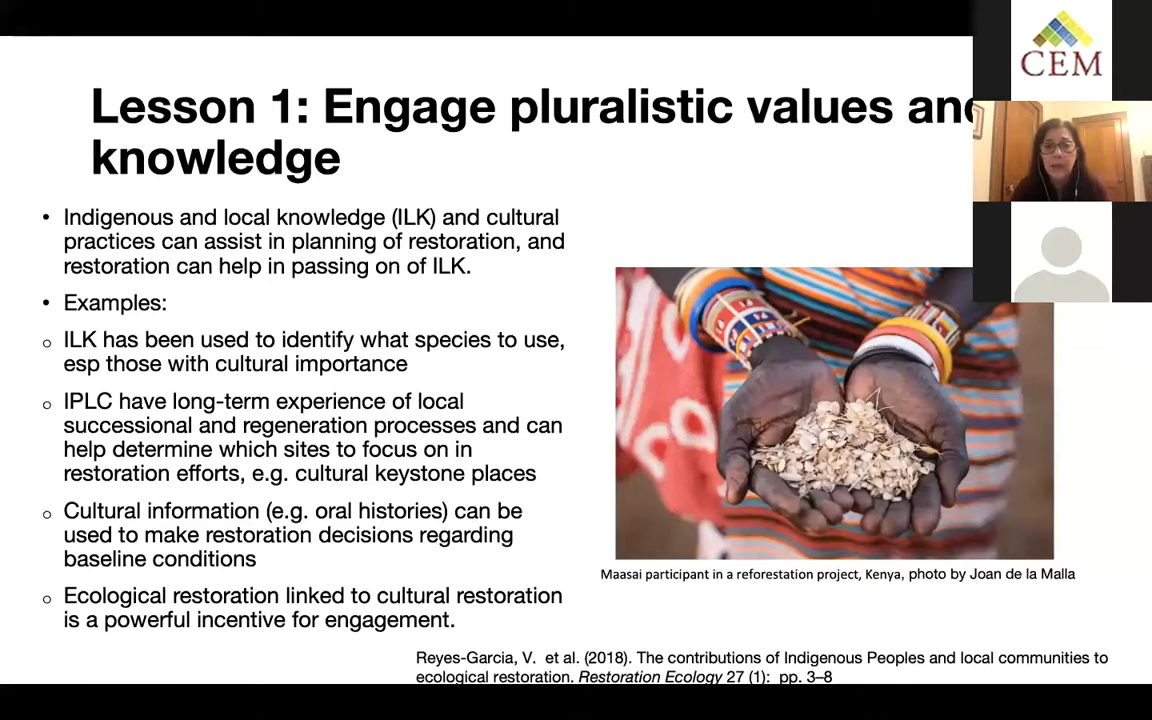 CEM
Lesson 1: Engage pluralistic values and
knowledge
• Indigenous and local knowledge (ILK) and cultural
practices can assist in planning of restoration, and
restoration can help in passing on of ILK.
• Examples:
○ ILK has been used to identify what species to use,
esp those with cultural importance
○ IPLC have long-term experience of local
successional and regeneration processes and can
help determine which sites to focus on in
restoration efforts, e.g. cultural keystone places
○ Cultural information (e.g. oral histories) can be
used to make restoration decisions regarding
baseline conditions
○ Ecological restoration linked to cultural restoration
is a powerful incentive for engagement.
Maasai participant in a reforestation project, Kenya, photo by Joan de la Malla
Reyes-Garcia, V. et al. (2018). The contributions of Indigenous Peoples and local communities to
ecological restoration. Restoration Ecology 27 (1): pp. 3–8